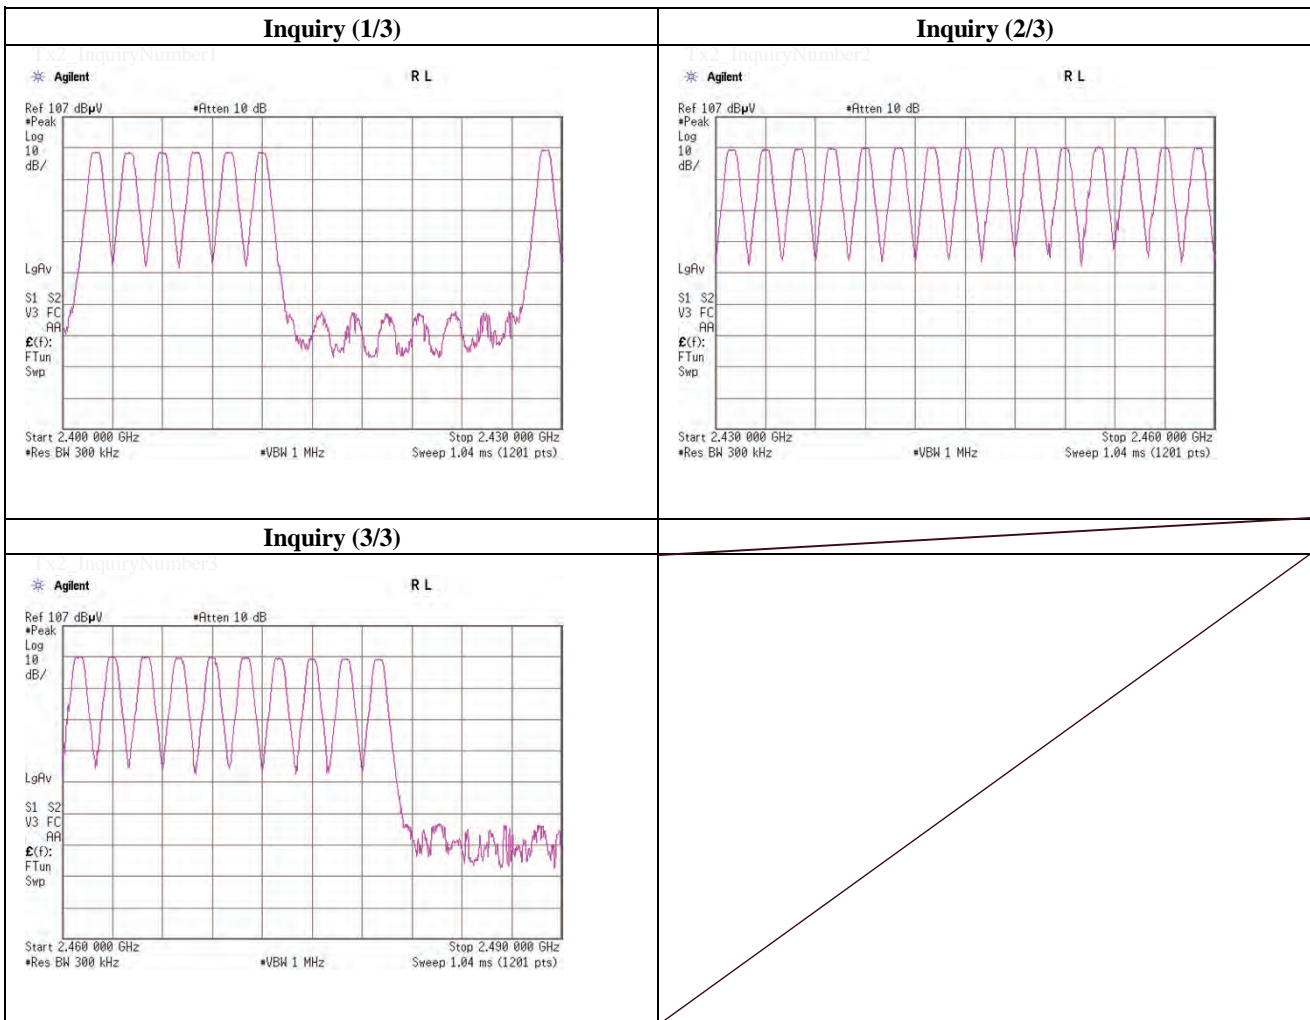 Inquiry (1/3)
Inquiry (2/3)
Tx2_InquiryNumber1
Agilent
R L
Ref 107 dBµV
*Atten 10 dB
*Peak
Log
10
dB/
LgAv
S1 S2
V3 FC
AA
£(f):
FTun
Swp
Start 2.400 000 GHz
Stop 2.430 000 GHz
*Res BW 300 kHz
*VBW 1 MHz
Sweep 1.04 ms (1201 pts)
Tx2_InquiryNumber2
Agilent
R L
Ref 107 dBµV
*Atten 10 dB
*Peak
Log
10
dB/
LgAv
S1 S2
V3 FC
AA
£(f):
FTun
Swp
Start 2.430 000 GHz
Stop 2.460 000 GHz
*Res BW 300 kHz
*VBW 1 MHz
Sweep 1.04 ms (1201 pts)
Inquiry (3/3)
Tx2_InquiryNumber3
Agilent
R L
Ref 107 dBµV
*Atten 10 dB
*Peak
Log
10
dB/
LgAv
S1 S2
V3 FC
AA
£(f):
FTun
Swp
Start 2.460 000 GHz
Stop 2.490 000 GHz
*Res BW 300 kHz
*VBW 1 MHz
Sweep 1.04 ms (1201 pts)